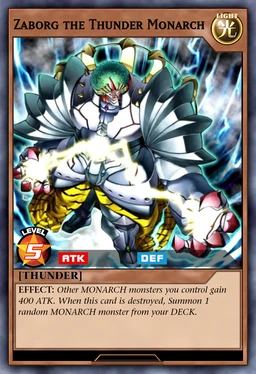 Zaborg the Thunder Monarch
LIGHT
光
LEVEL
5
ATK
DEF
[THUNDER]
EFFECT: Other MONARCH monsters you control gain
400 ATK. When this card is destroyed, Summon 1
random MONARCH monster from your DECK.